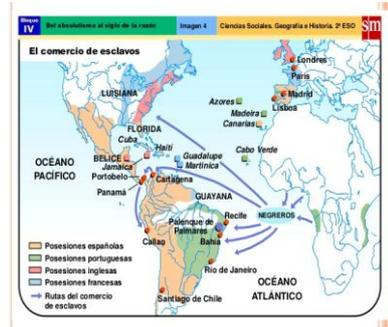 Bloque
IV
Del absolutismo al siglo de la razón
Imagen 4
Ciencias Sociales. Geografía e Historia. 2º ESO
sm
El comercio de esclavos
Londres
París
Madrid
Lisboa
LUISIANA
Azores
Madeira
Canarias
FLORIDA
Cuba
Haití
Cabo Verde
BELICE
Jamaica
Guadalupe
Martinica
OCÉANO
PACÍFICO
Portobelo
Cartagena
Panamá
GUAYANA
NEGREROS
Recife
Palenque de
Palmares
Callao
Bahía
Río de Janeiro
OCÉANO
ATLÁNTICO
Santiago de Chile
Posesiones españolas
Posesiones portuguesas
Posesiones inglesas
Posesiones francesas
Rutas del comercio
de esclavos